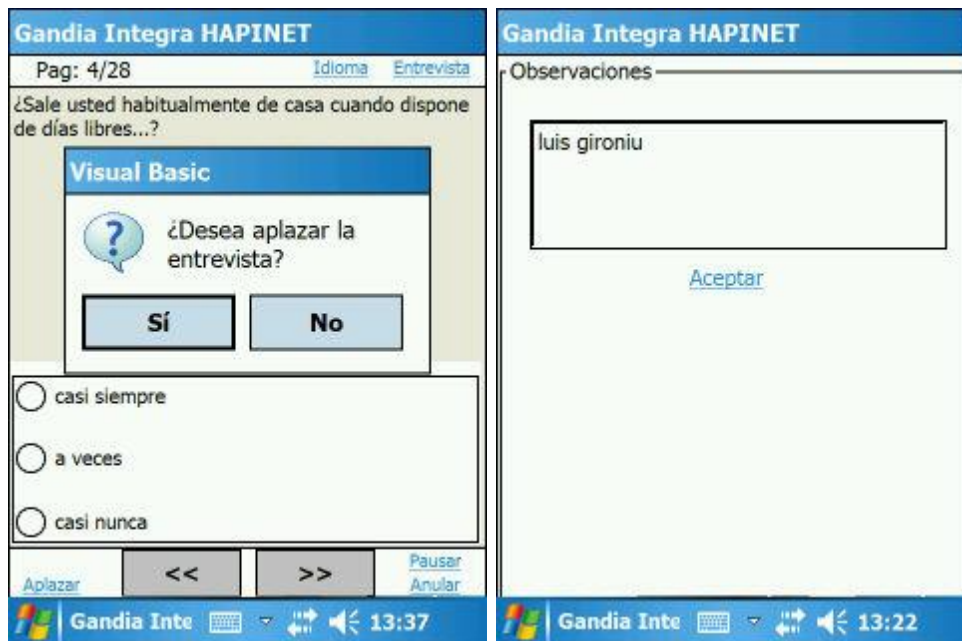 Gandia Integra HAPINET
Pag: 4/28 Idioma Entrevista
¿Sale usted habitualmente de casa cuando dispone
de días libres...?
Visual Basic
¿Desea aplazar la
entrevista?
Sí No
casi siempre
a veces
casi nunca
Aplazar << >> Pausar
Anular
Gandia Inte 13:37
Gandia Integra HAPINET
Observaciones
luis gironiu
Aceptar
Gandia Inte 13:22